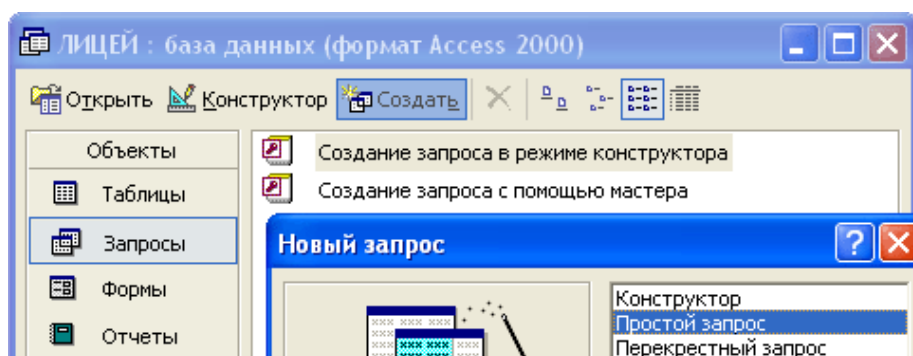 ЛИЦЕЙ : база данных (формат Access 2000)
Открыть Конструктор Создать
Объекты
Создание запроса в режиме конструктора
Таблицы
Создание запроса с помощью мастера
Запросы
Новый запрос
Формы
Конструктор
Простой запрос
Отчеты
Перекрестный запрос